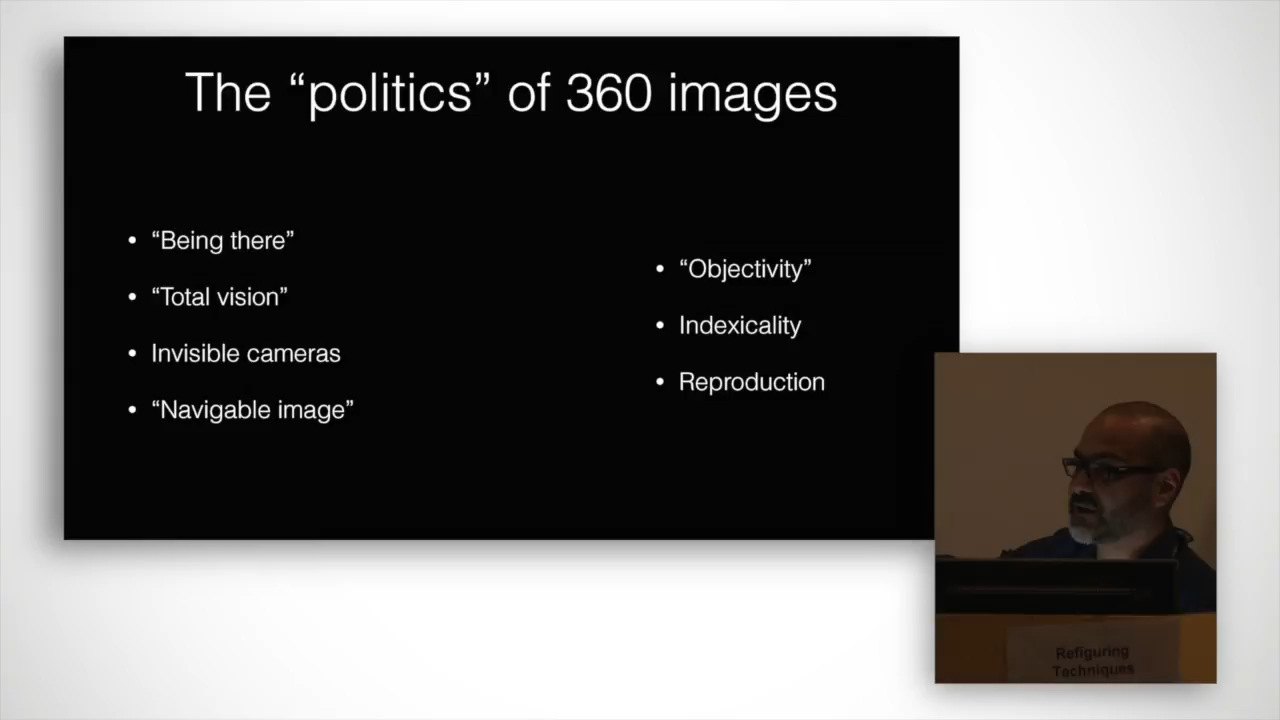 The “politics” of 360 images
• “Being there”
• “Total vision”
• Invisible cameras
• “Navigable image”
• “Objectivity”
• Indexicality
• Reproduction
Refiguring
Techniques